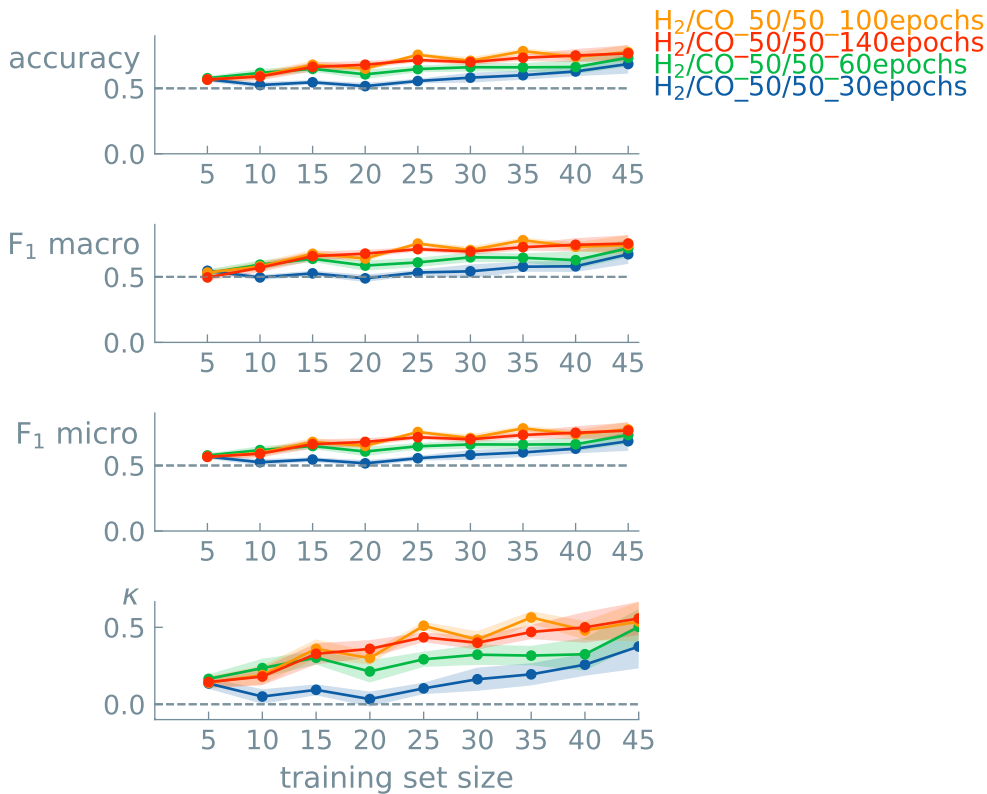 H₂/CO_50/50_100epochs
H₂/CO_50/50_140epochs
H₂/CO_50/50_60epochs
H₂/CO_50/50_30epochs
accuracy
0.5
0.0
5 10 15 20 25 30 35 40 45
F₁ macro
0.5
0.0
5 10 15 20 25 30 35 40 45
F₁ micro
0.5
0.0
5 10 15 20 25 30 35 40 45
κ
0.5
0.0
5 10 15 20 25 30 35 40 45
training set size